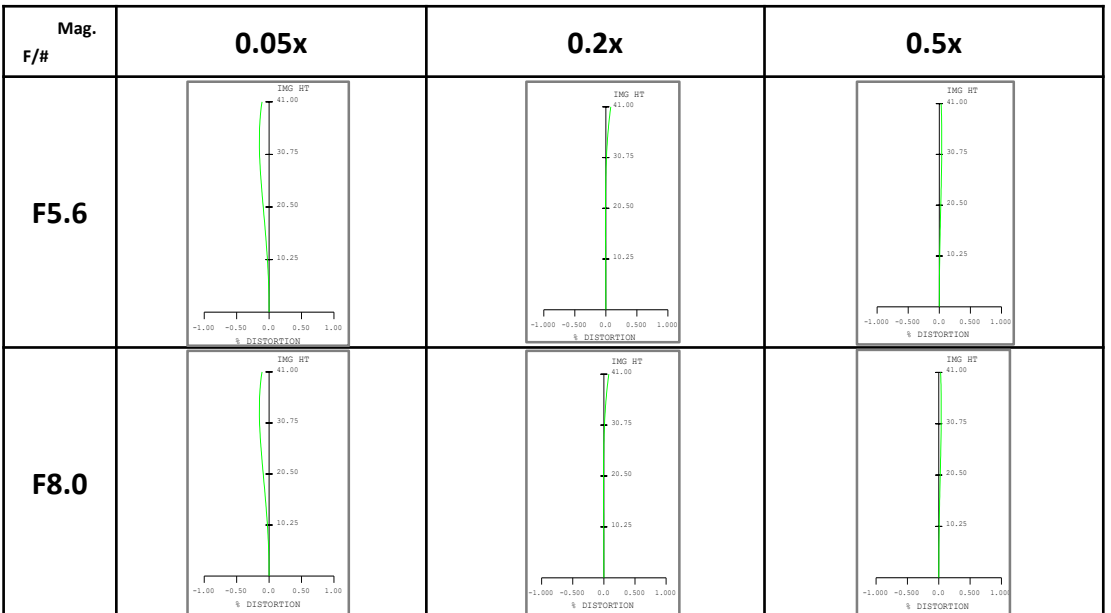 Mag.
F/#
0.05x
0.2x
0.5x
F5.6
IMG HT
41.00
30.75
20.50
10.25
-1.00 -0.50 0.0 0.50 1.00
% DISTORTION
IMG HT
41.00
30.75
20.50
10.25
-1.000 -0.500 0.0 0.500 1.000
% DISTORTION
IMG HT
41.00
30.75
20.50
10.25
-1.000 -0.500 0.0 0.500 1.000
% DISTORTION
F8.0
IMG HT
41.00
30.75
20.50
10.25
-1.00 -0.50 0.0 0.50 1.00
% DISTORTION
IMG HT
41.00
30.75
20.50
10.25
-1.000 -0.500 0.0 0.500 1.000
% DISTORTION
IMG HT
41.00
30.75
20.50
10.25
-1.000 -0.500 0.0 0.500 1.000
% DISTORTION